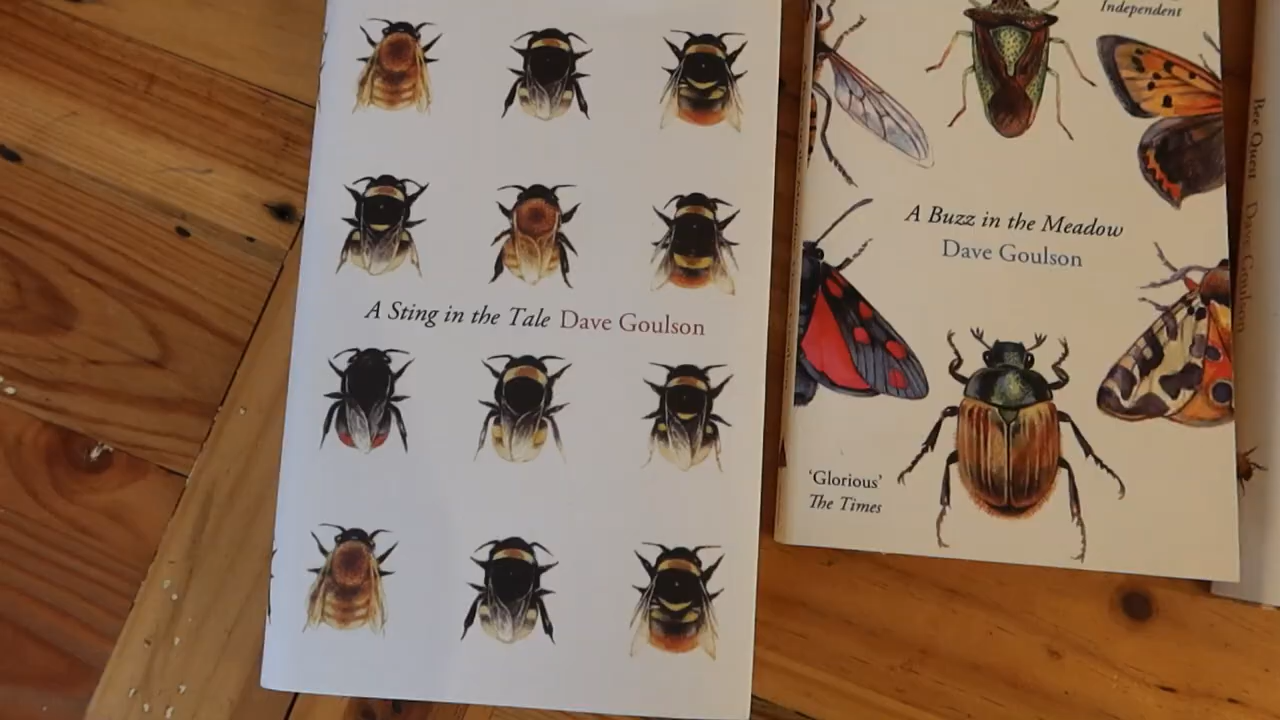 A Sting in the Tale Dave Goulson
Independent
A Buzz in the Meadow
Dave Goulson
'Glorious'
The Times
Bee Quest Dave Goulson